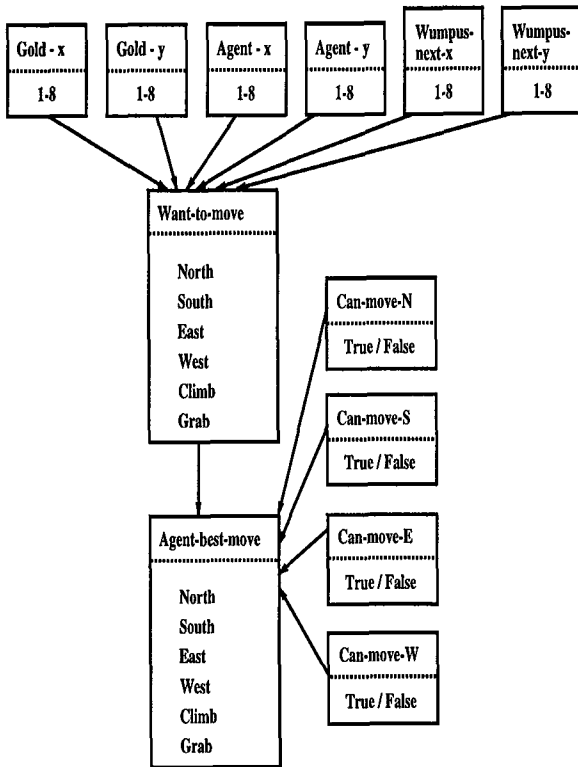 Gold - x
1-8
Gold - y
1-8
Agent - x
1-8
Agent - y
1-8
Wumpus-
next-x
1-8
Wumpus-
next-y
1-8
Want-to-move
North
South
East
West
Climb
Grab
Can-move-N
True / False
Can-move-S
True / False
Agent-best-move
North
South
East
West
Climb
Grab
Can-move-E
True / False
Can-move-W
True / False